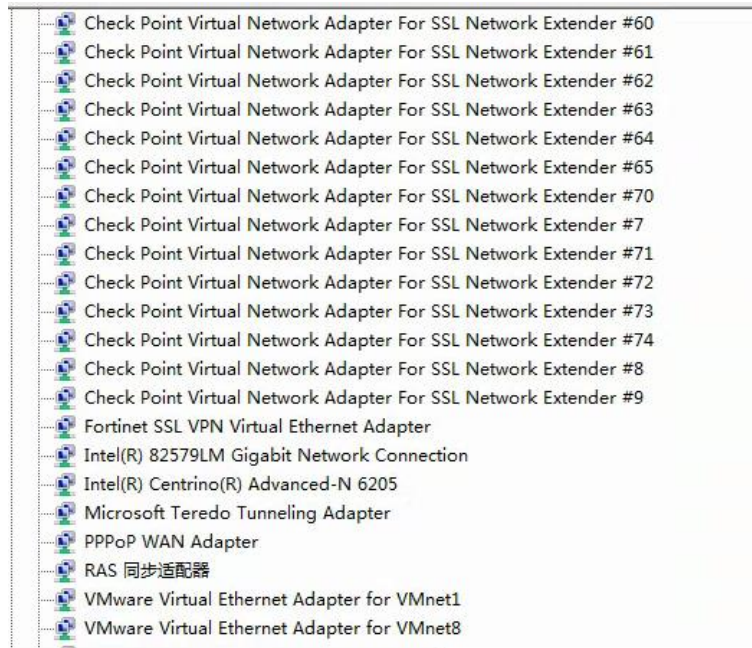 Check Point Virtual Network Adapter For SSL Network Extender #60
Check Point Virtual Network Adapter For SSL Network Extender #61
Check Point Virtual Network Adapter For SSL Network Extender #62
Check Point Virtual Network Adapter For SSL Network Extender #63
Check Point Virtual Network Adapter For SSL Network Extender #64
Check Point Virtual Network Adapter For SSL Network Extender #65
Check Point Virtual Network Adapter For SSL Network Extender #70
Check Point Virtual Network Adapter For SSL Network Extender #7
Check Point Virtual Network Adapter For SSL Network Extender #71
Check Point Virtual Network Adapter For SSL Network Extender #72
Check Point Virtual Network Adapter For SSL Network Extender #73
Check Point Virtual Network Adapter For SSL Network Extender #74
Check Point Virtual Network Adapter For SSL Network Extender #8
Check Point Virtual Network Adapter For SSL Network Extender #9
Fortinet SSL VPN Virtual Ethernet Adapter
Intel(R) 82579LM Gigabit Network Connection
Intel(R) Centrino(R) Advanced-N 6205
Microsoft Teredo Tunneling Adapter
PPPoP WAN Adapter
RAS 同步适配器
VMware Virtual Ethernet Adapter for VMnet1
VMware Virtual Ethernet Adapter for VMnet8